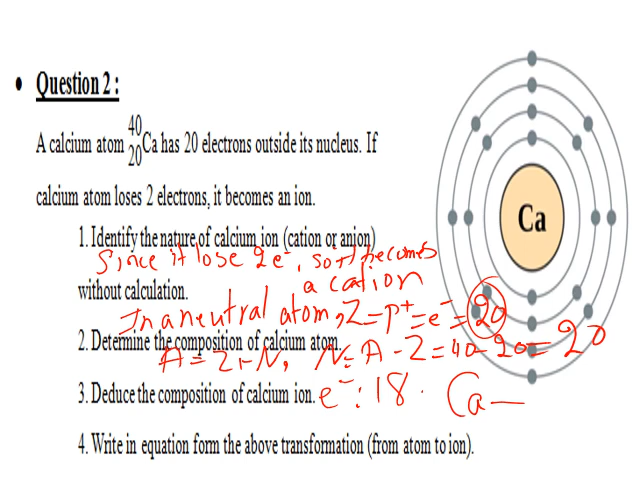 • Question 2 :
A calcium atom ⁴⁰₂₀Ca has 20 electrons outside its nucleus. If
calcium atom loses 2 electrons, it becomes an ion.
1. Identify the nature of calcium ion (cation or anion)
Since it lose 2e⁻, so it becomes
a cation
without calculation.
In a neutral atom, Z = p⁺ = e⁻ = 20
2. Determine the composition of calcium atom.
A = Z + N, N = A - Z = 40 - 20 = 20
3. Deduce the composition of calcium ion. e⁻: 18. Ca —
4. Write in equation form the above transformation (from atom to ion).
Ca